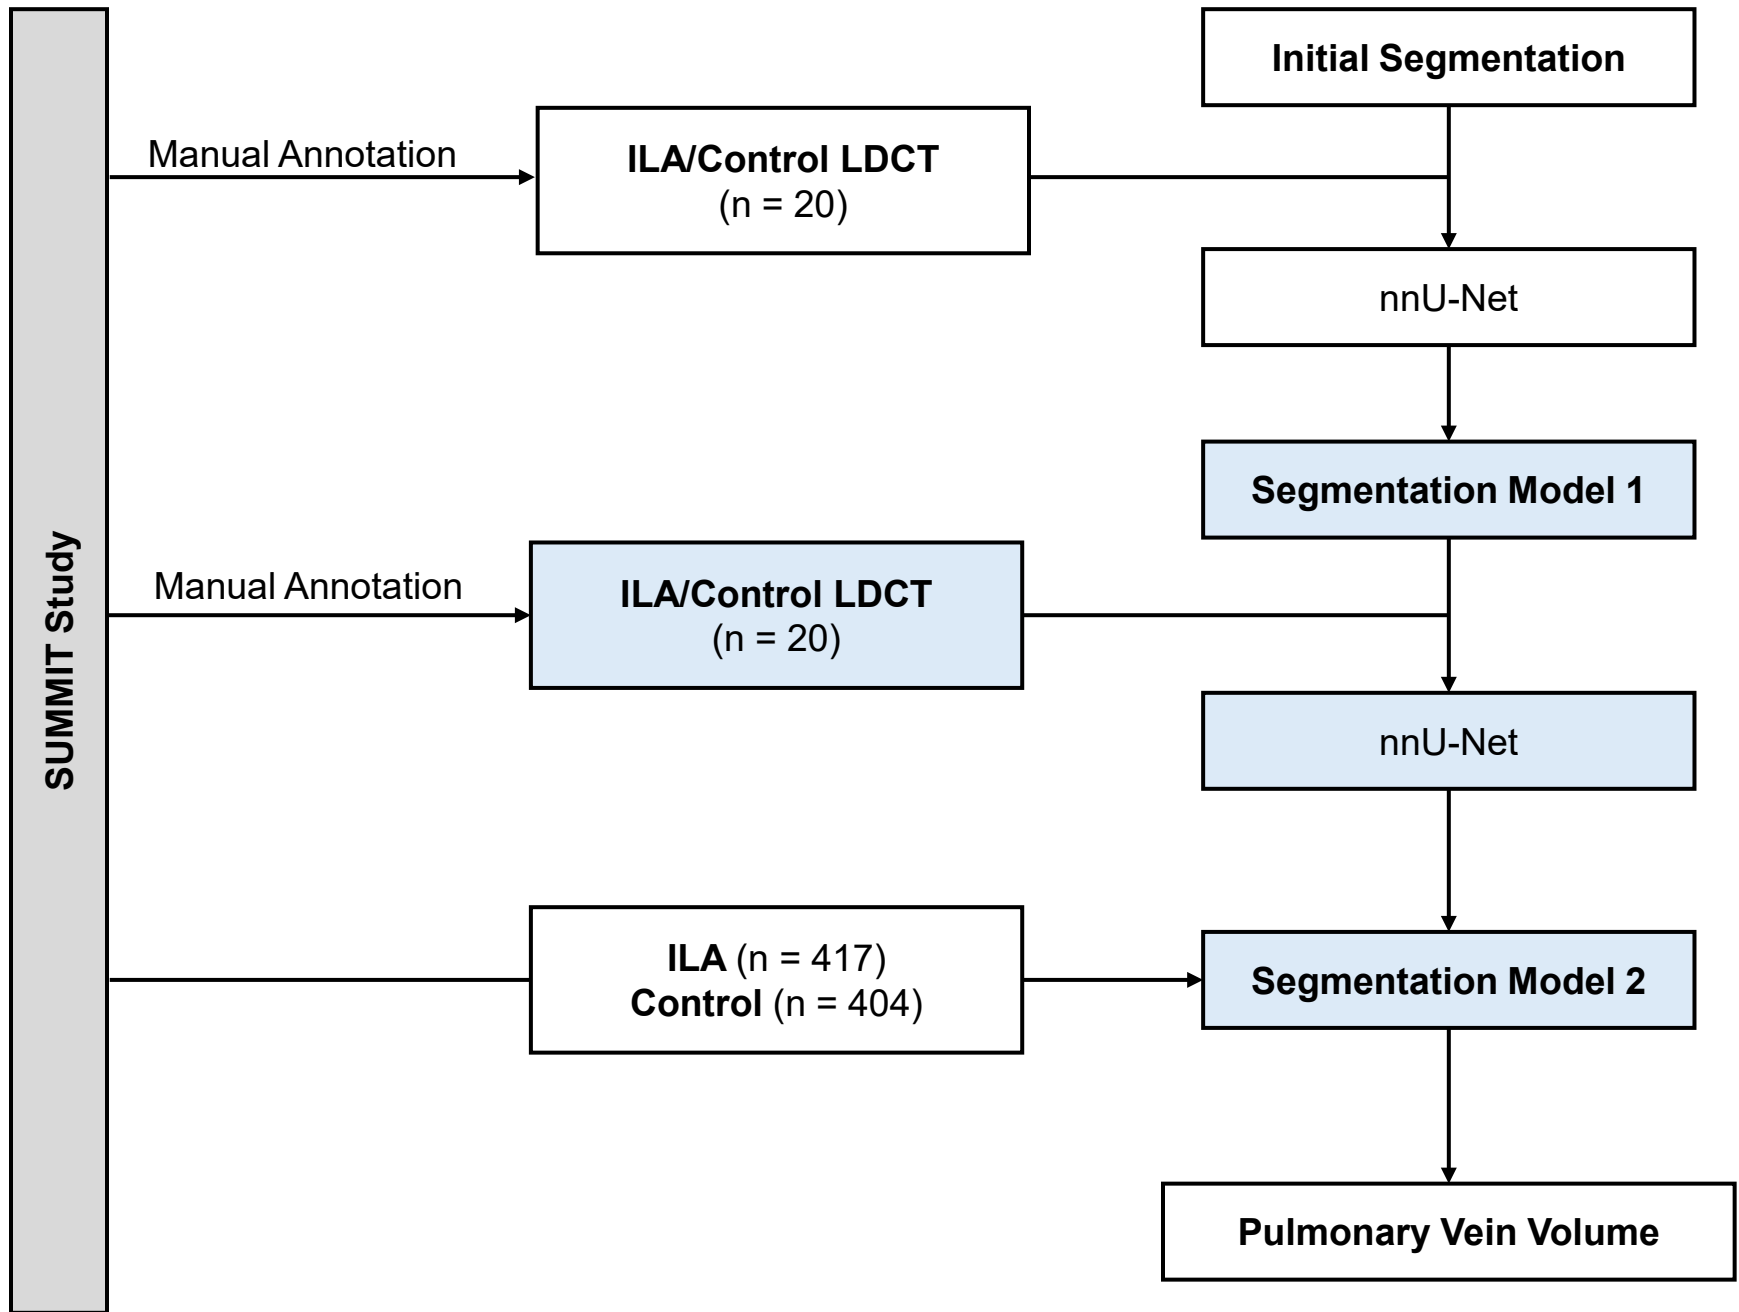 SUMMIT Study
Initial Segmentation
Manual Annotation
ILA/Control LDCT
(n = 20)
nnU-Net
Segmentation Model 1
Manual Annotation
ILA/Control LDCT
(n = 20)
nnU-Net
ILA (n = 417)
Control (n = 404)
Segmentation Model 2
Pulmonary Vein Volume